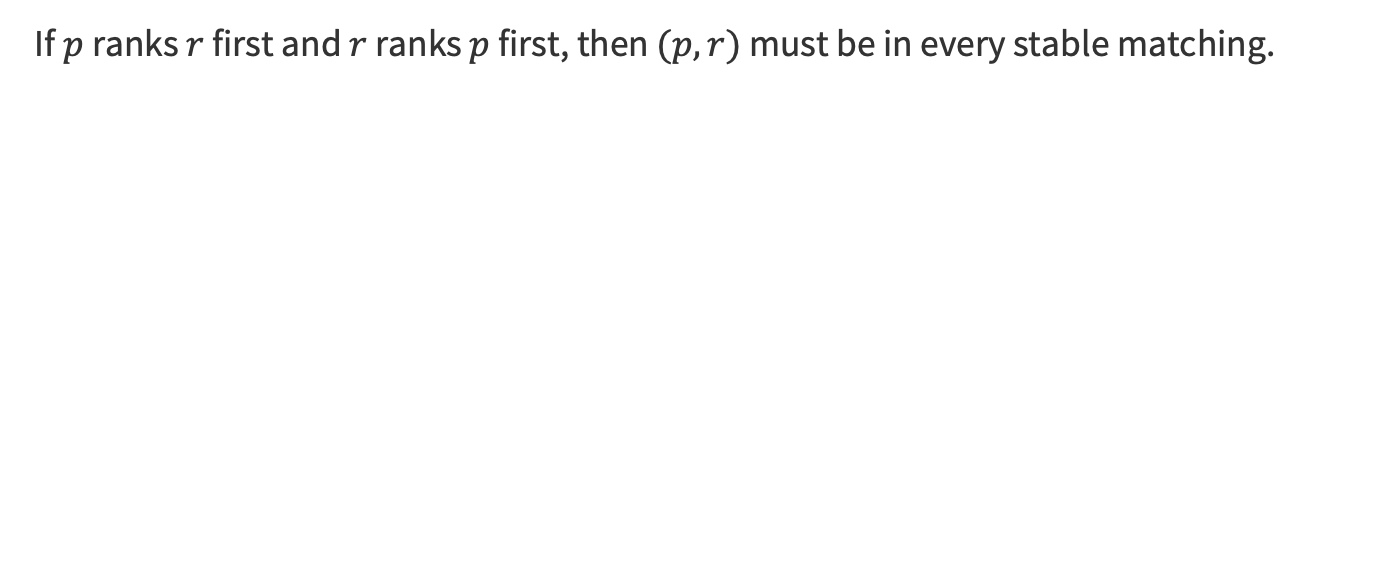 If p ranks r first and r ranks p first, then (p, r) must be in every stable matching.